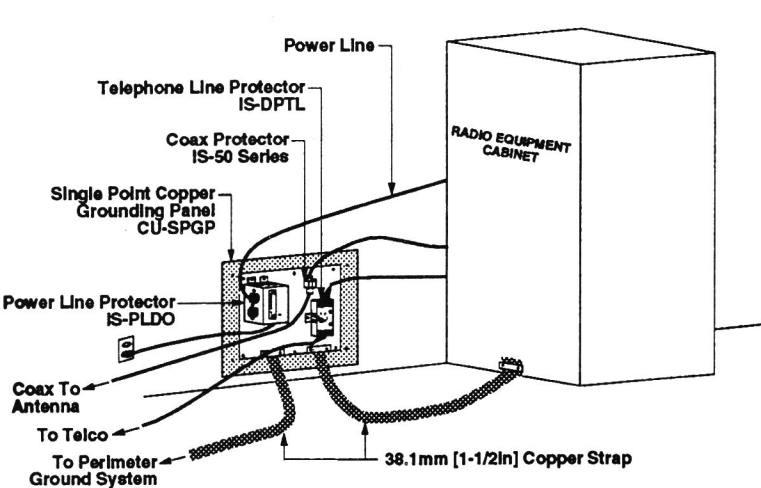 Power Line
Telephone Line Protector
IS-DPTL
Coax Protector
IS-50 Series
RADIO EQUIPMENT
CABINET
Single Point Copper
Grounding Panel
CU-SPGP
Power Line Protector
IS-PLDO
Coax To
Antenna
To Telco
To Perimeter
Ground System
38.1mm [1-1/2in] Copper Strap